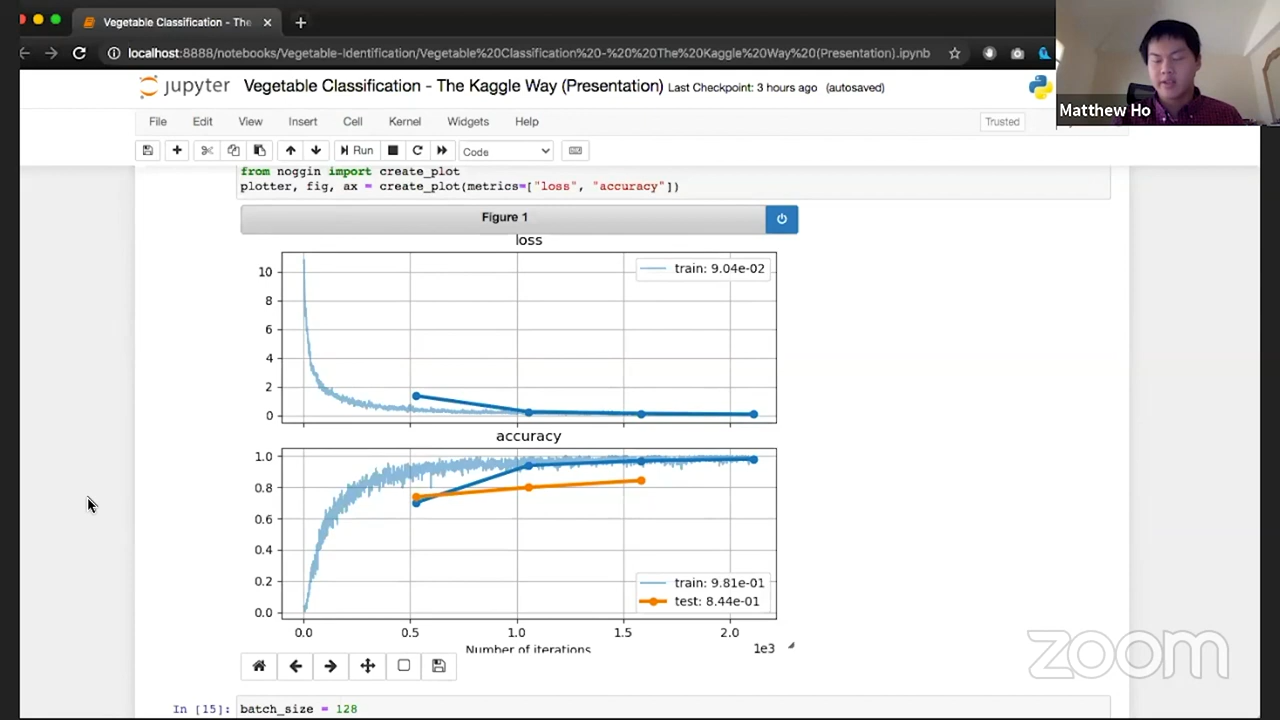 Vegetable Classification - The
localhost:8888/notebooks/Vegetable-Identification/Vegetable%20Classification%20-%20%20The%20Kaggle%20Way%20(Presentation).ipynb
jupyter Vegetable Classification - The Kaggle Way (Presentation) Last Checkpoint: 3 hours ago (autosaved)
Matthew Ho
File Edit View Insert Cell Kernel Widgets Help Trusted
Run Code
from noggin import create_plot
plotter, fig, ax = create_plot(metrics=["loss", "accuracy"])
Figure 1
loss
train: 9.04e-02
10
8
6
4
2
0
accuracy
1.0
0.8
0.6
0.4
0.2
0.0
train: 9.81e-01
test: 8.44e-01
0.0 0.5 1.0 1.5 2.0
Number of iterations 1e3
zoom
In [15]: batch_size = 128